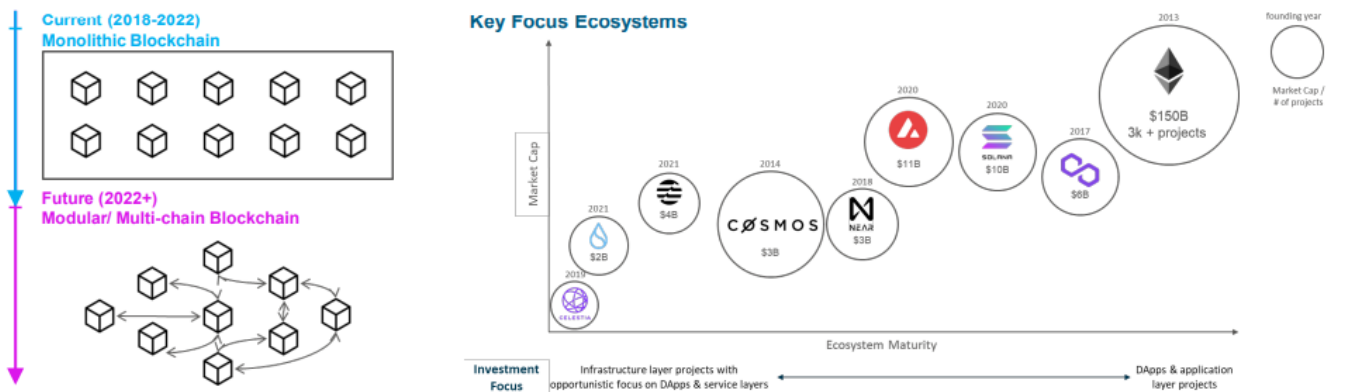 Current (2018-2022)
Monolithic Blockchain
Future (2022+)
Modular/ Multi-chain Blockchain
Key Focus Ecosystems
Market Cap
2019
CELESTIA
2021
$2B
2021
$4B
2014
COSMOS
$3B
2018
NEAR
$3B
2020
$11B
2020
SOLANA
$10B
2017
$6B
2013
$150B
3k + projects
founding year
Market Cap /
# of projects
Ecosystem Maturity
Investment
Focus
Infrastructure layer projects with
opportunistic focus on DApps & service layers
DApps & application
layer projects